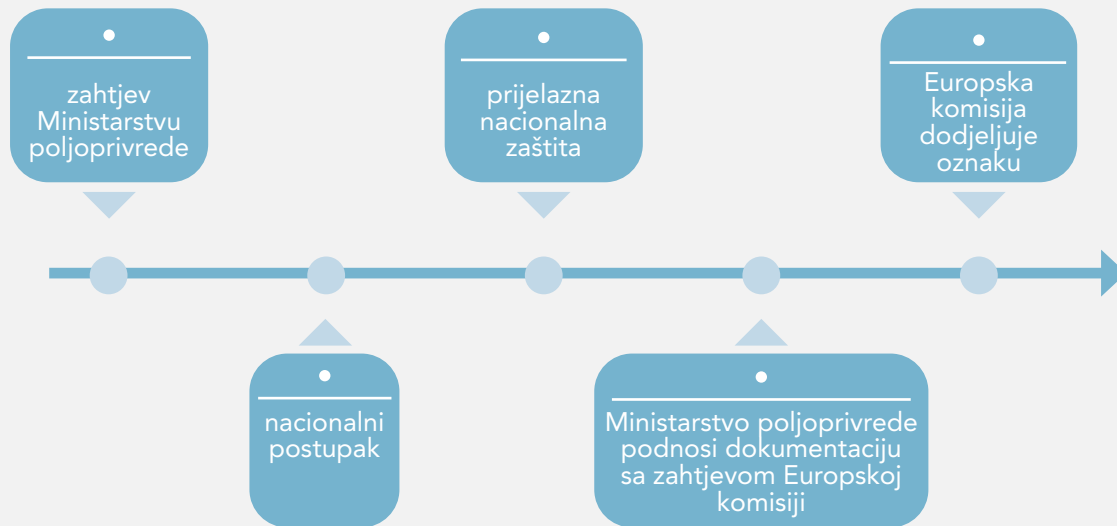 zahtjev
Ministarstvu
poljoprivrede
nacionalni
postupak
prijelazna
nacionalna
zaštita
Ministarstvo poljoprivrede
podnosi dokumentaciju
sa zahtjevom Europskoj
komisiji
Europska
komisija
dodjeljuje
oznaku